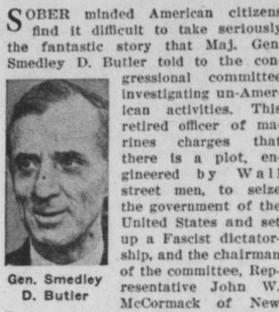 SOBER minded American citizens
find it difficult to take seriously
the fantastic story that Maj. Gen
Smedley D. Butler told to the con-
gressional committee
investigating un-Amer-
ican activities. This
retired officer of ma-
rines charges that
there is a plot, en-
gineered by Wall
street men, to seize
the government of the
United States and set
up a Fascist dictator-
ship, and the chairman
of the committee, Rep-
resentative John W.
McCormack of New
Gen. Smedley
D. Butler